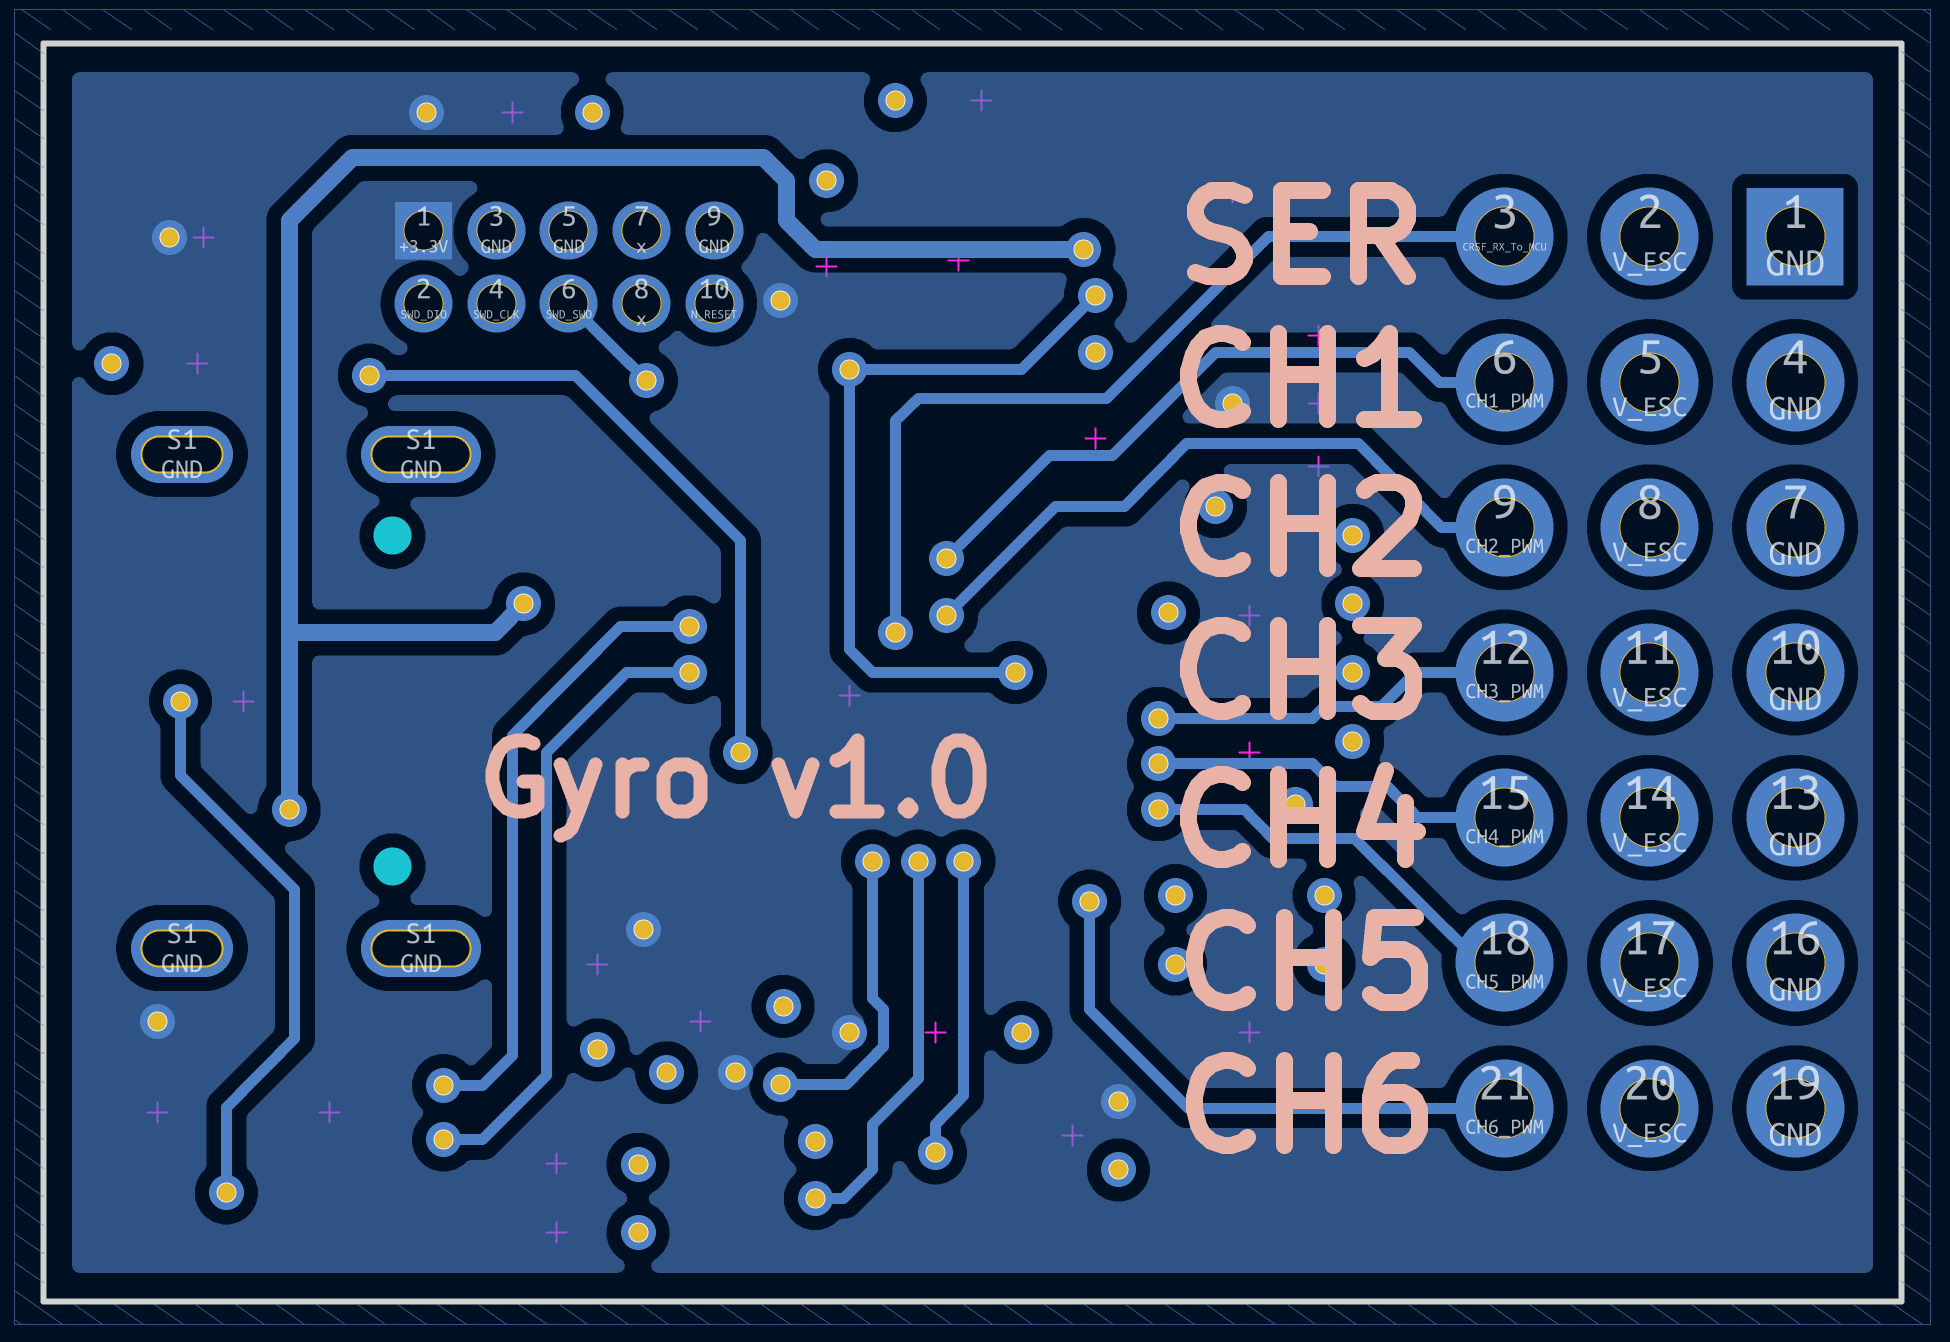 1 3 5 7 9
+3.3V GND GND x GND
2 4 6 8 10
SWD_DIO SWD_CLK SWD_SWO x N_RESET
S1 S1
GND GND
Gyro v1.0
S1 S1
GND GND
SER 3 2 1
CRSF_RX_To_MCU V_ESC GND
CH1 6 5 4
CH1_PWM V_ESC GND
CH2 9 8 7
CH2_PWM V_ESC GND
CH3 12 11 10
CH3_PWM V_ESC GND
CH4 15 14 13
CH4_PWM V_ESC GND
CH5 18 17 16
CH5_PWM V_ESC GND
CH6 21 20 19
CH6_PWM V_ESC GND